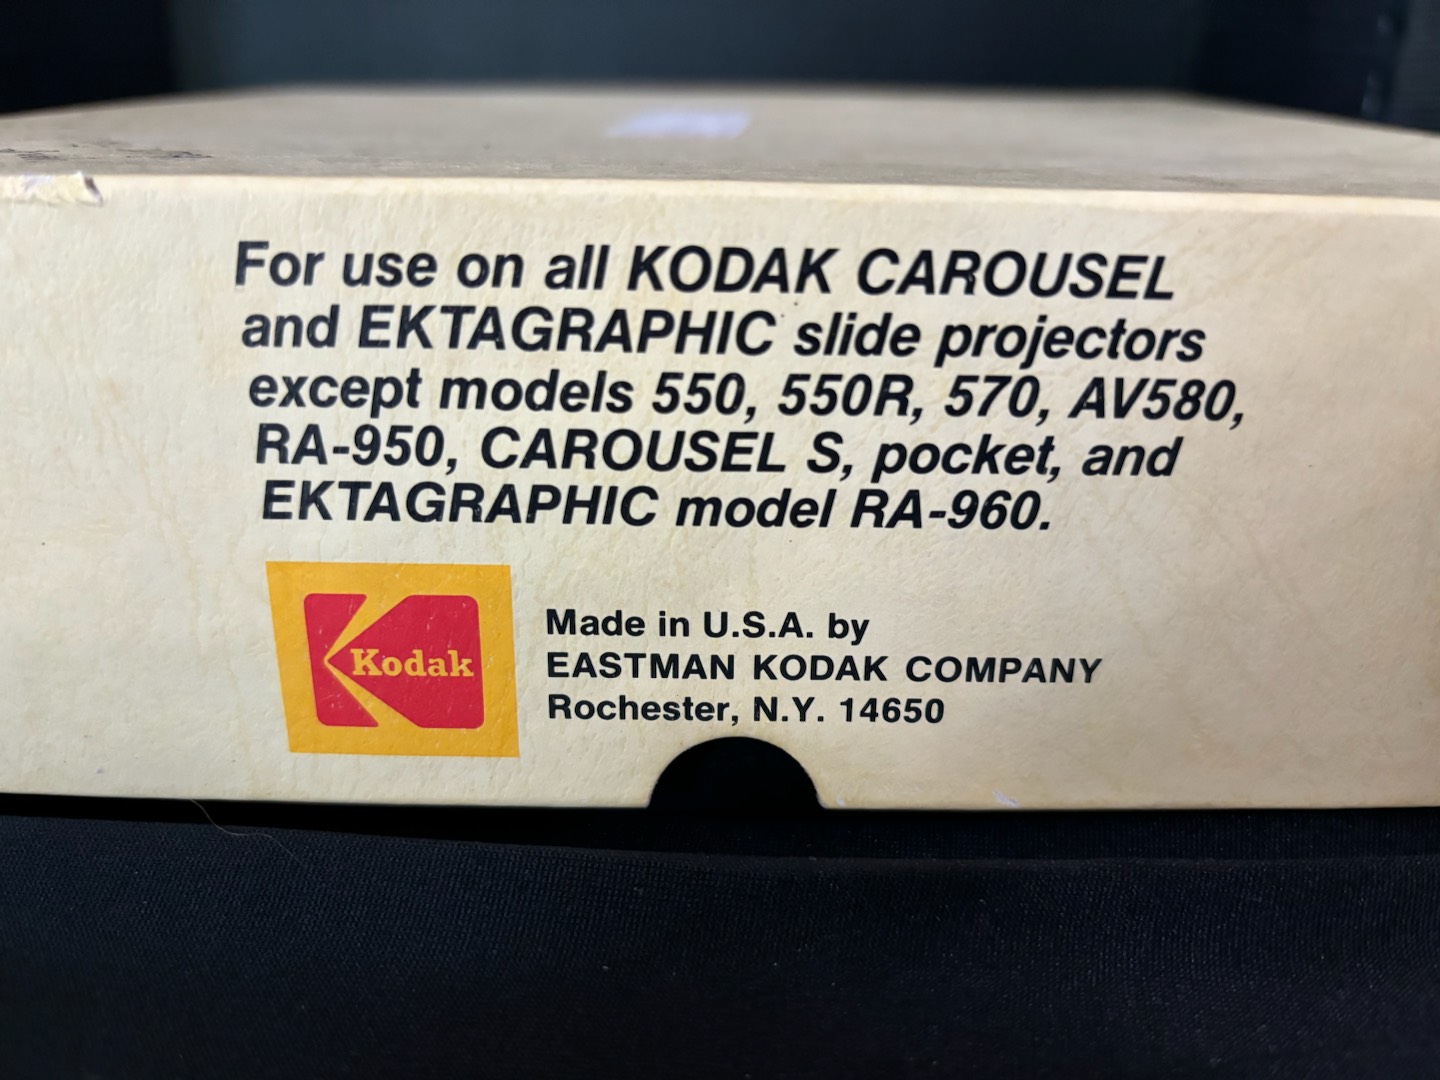 For use on all KODAK CAROUSEL
and EKTAGRAPHIC slide projectors
except models 550, 550R, 570, AV580,
RA-950, CAROUSEL S, pocket, and
EKTAGRAPHIC model RA-960.
Kodak
Made in U.S.A. by
EASTMAN KODAK COMPANY
Rochester, N.Y. 14650